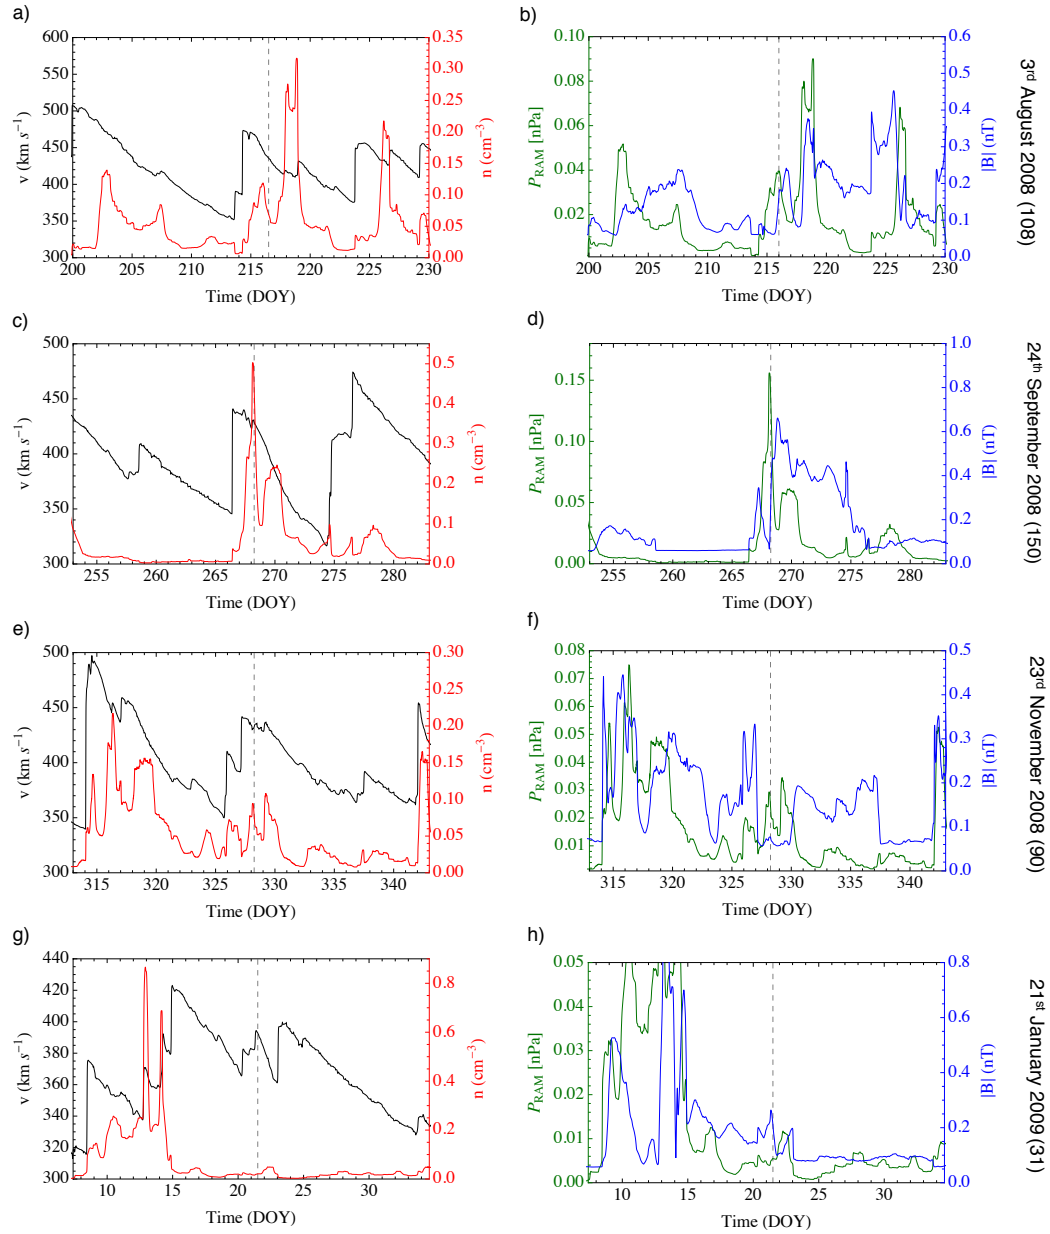 a)
600
550
500
450
400
350
300
v (km s⁻¹)
0.35
0.30
0.25
0.20
0.15
0.10
0.05
0.00
n (cm⁻³)
200 205 210 215 220 225 230
Time (DOY)
b)
0.10
0.08
0.06
0.04
0.02
P_RAM [nPa]
0.6
0.5
0.4
0.3
0.2
0.1
0.0
|B| (nT)
200 205 210 215 220 225 230
Time (DOY)
3rd August 2008 (108)
c)
500
450
400
350
300
v (km s⁻¹)
0.5
0.4
0.3
0.2
0.1
0.0
n (cm⁻³)
255 260 265 270 275 280
Time (DOY)
d)
0.15
0.10
0.05
0.00
P_RAM [nPa]
1.0
0.8
0.6
0.4
0.2
0.0
|B| (nT)
255 260 265 270 275 280
Time (DOY)
24th September 2008 (150)
e)
500
450
400
350
300
v (km s⁻¹)
0.30
0.25
0.20
0.15
0.10
0.05
0.00
n (cm⁻³)
315 320 325 330 335 340
Time (DOY)
f)
0.08
0.07
0.06
0.05
0.04
0.03
0.02
0.01
P_RAM [nPa]
0.5
0.4
0.3
0.2
0.1
0.0
|B| (nT)
315 320 325 330 335 340
Time (DOY)
23rd November 2008 (90)
g)
440
420
400
380
360
340
320
300
v (km s⁻¹)
0.8
0.6
0.4
0.2
0.0
n (cm⁻³)
10 15 20 25 30
Time (DOY)
h)
0.05
0.04
0.03
0.02
0.01
0.00
P_RAM [nPa]
0.8
0.6
0.4
0.2
0.0
|B| (nT)
10 15 20 25 30
Time (DOY)
21st January 2009 (31)